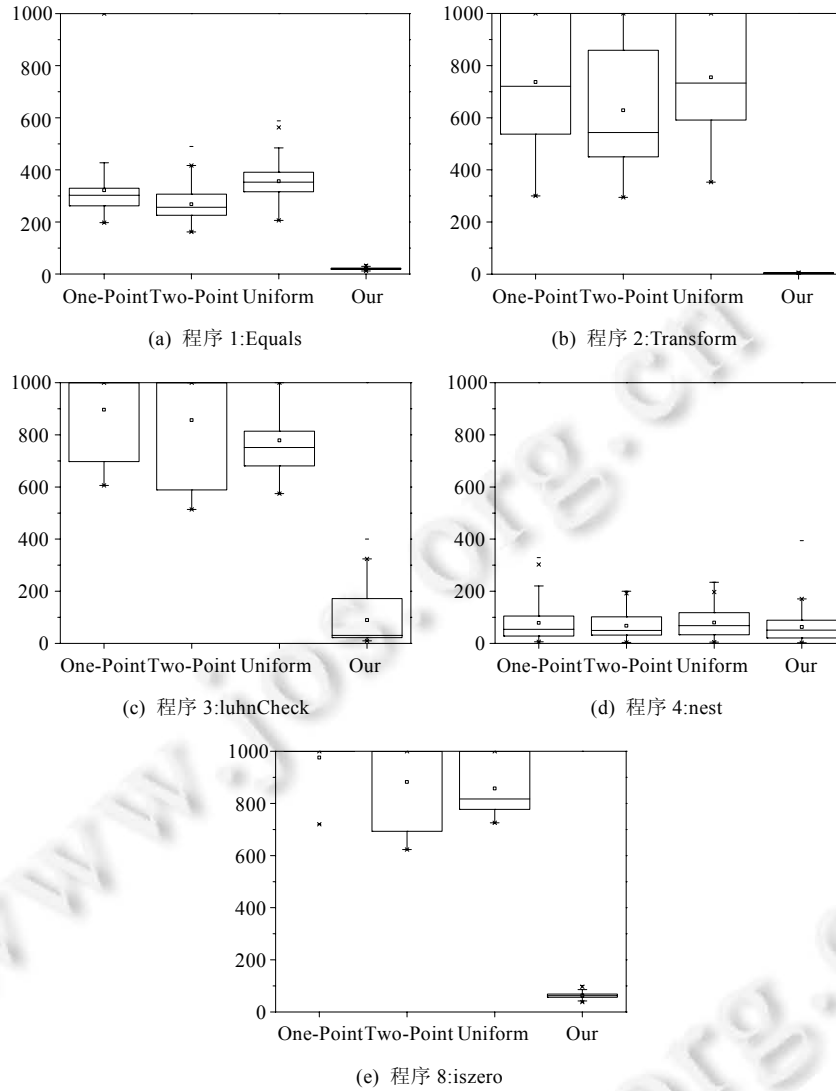 1000
800
600
400
200
0
One-Point Two-Point Uniform Our
(a) 程序 1:Equals
1000
800
600
400
200
0
One-Point Two-Point Uniform Our
(b) 程序 2:Transform
1000
800
600
400
200
0
One-Point Two-Point Uniform Our
(c) 程序 3:luhnCheck
1000
800
600
400
200
0
One-Point Two-Point Uniform Our
(d) 程序 4:nest
1000
800
600
400
200
0
One-Point Two-Point Uniform Our
(e) 程序 8:iszero
www.jos.org.cn